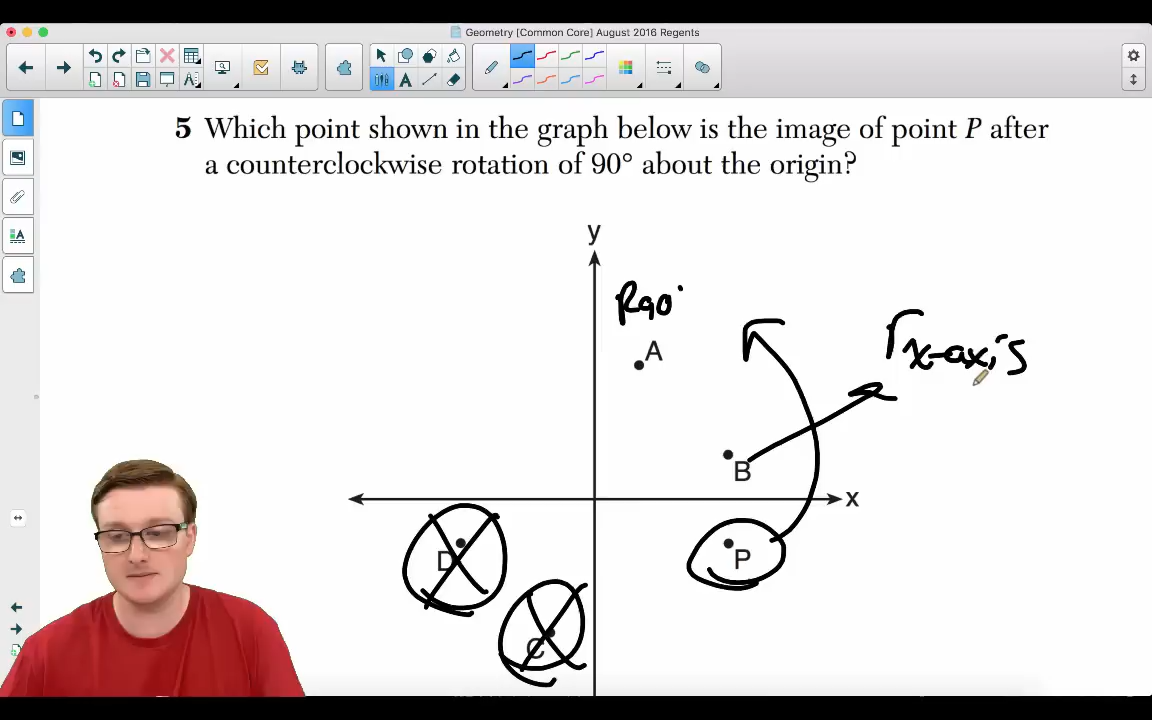 Geometry [Common Core] August 2016 Regents
5 Which point shown in the graph below is the image of point P after
a counterclockwise rotation of 90° about the origin?
y
R90°
A
r x-axis
B
x
D
P
C